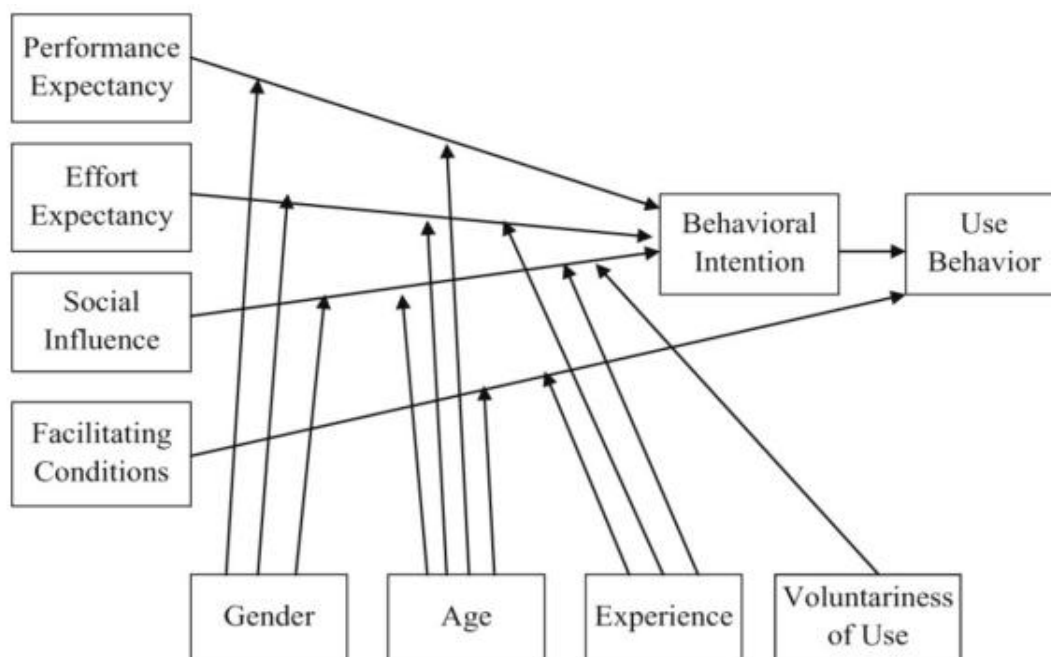 Performance
Expectancy
Effort
Expectancy
Social
Influence
Facilitating
Conditions
Behavioral
Intention
Use
Behavior
Gender
Age
Experience
Voluntariness
of Use